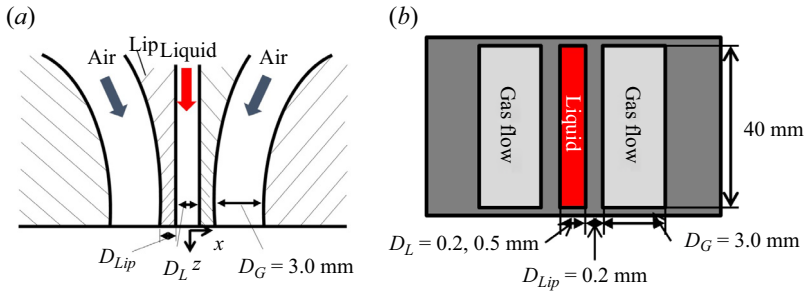 (a)
Air
Lip
Liquid
Air
D_Lip
D_L
z
x
D_G = 3.0 mm
(b)
Gas flow
Liquid
Gas flow
40 mm
D_L = 0.2, 0.5 mm
D_Lip = 0.2 mm
D_G = 3.0 mm